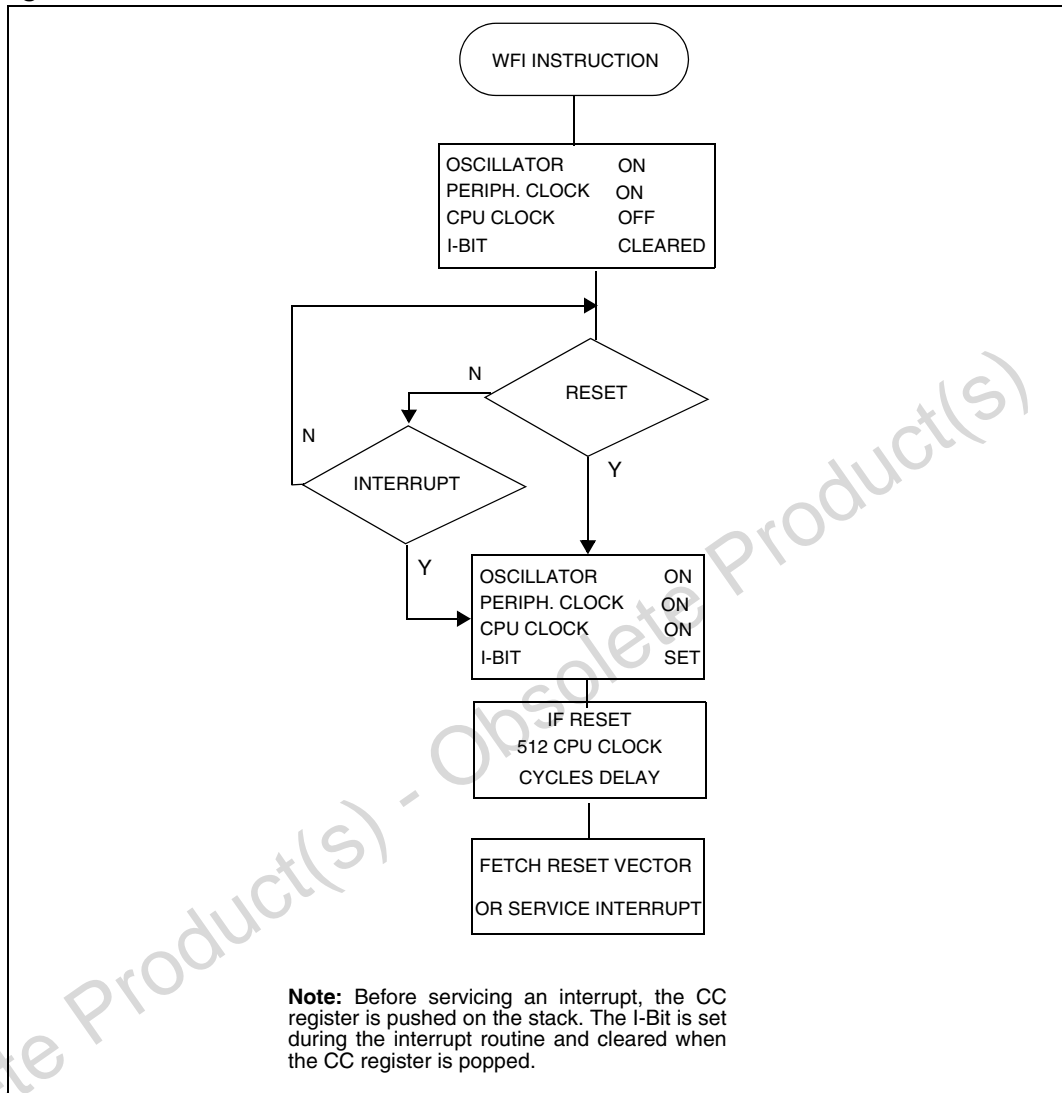 WFI INSTRUCTION
OSCILLATOR ON
PERIPH. CLOCK ON
CPU CLOCK OFF
I-BIT CLEARED
N
RESET
N
INTERRUPT
Y
Y
OSCILLATOR ON
PERIPH. CLOCK ON
CPU CLOCK ON
I-BIT SET
IF RESET
512 CPU CLOCK
CYCLES DELAY
FETCH RESET VECTOR
OR SERVICE INTERRUPT
Note: Before servicing an interrupt, the CC
register is pushed on the stack. The I-Bit is set
during the interrupt routine and cleared when
the CC register is popped.
te Product(s) - Obsolete Product(s)